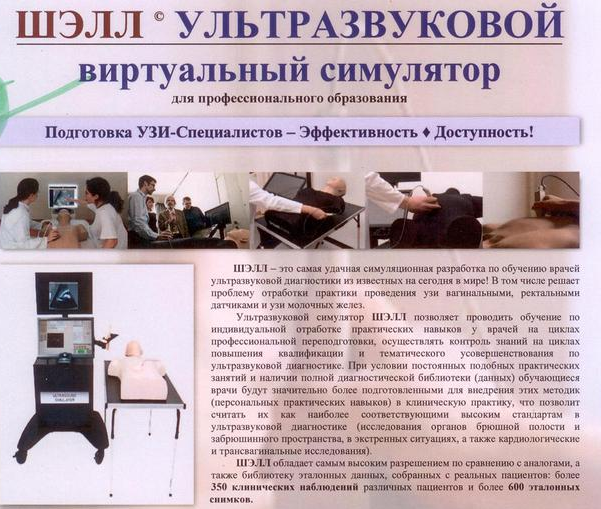 ШЭЛЛ © УЛЬТРАЗВУКОВОЙ
виртуальный симулятор
для профессионального образования
Подготовка УЗИ-Специалистов – Эффективность ♦ Доступность!
ШЭЛЛ – это самая удачная симуляционная разработка по обучению врачей
ультразвуковой диагностики из известных на сегодня в мире! В том числе решает
проблему отработки практики проведения узи вагинальными, ректальными
датчиками и узи молочных желез.
Ультразвуковой симулятор ШЭЛЛ позволяет проводить обучение по
индивидуальной отработке практических навыков у врачей на циклах
профессиональной переподготовки, осуществлять контроль знаний на циклах
повышения квалификации и тематического усовершенствования по
ультразвуковой диагностике. При условии постоянных подобных практических
занятий и наличии полной диагностической библиотеки (данных) обучающиеся
врачи будут значительно более подготовленными для внедрения этих методик
(персональных практических навыков) в клиническую практику, что позволит
считать их как наиболее соответствующими высоким стандартам в
ультразвуковой диагностике (исследования органов брюшной полости и
забрюшинного пространства, в экстренных ситуациях, а также кардиологические
и трансвагинальные исследования).
ШЭЛЛ обладает самым высоким разрешением по сравнению с аналогами, а
также библиотеку эталонных данных, собранных с реальных пациентов: более
350 клинических наблюдений различных пациентов и более 600 эталонных
снимков.
ULTRASOUND
SIMULATOR